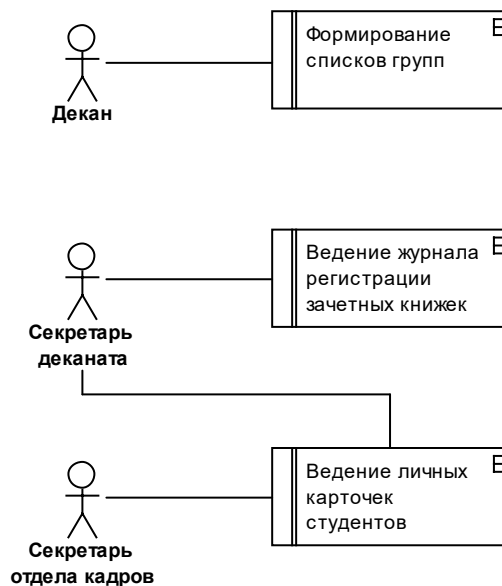 Формирование
списков групп
Декан
Ведение журнала
регистрации
зачетных книжек
Секретарь
деканата
Ведение личных
карточек
студентов
Секретарь
отдела кадров